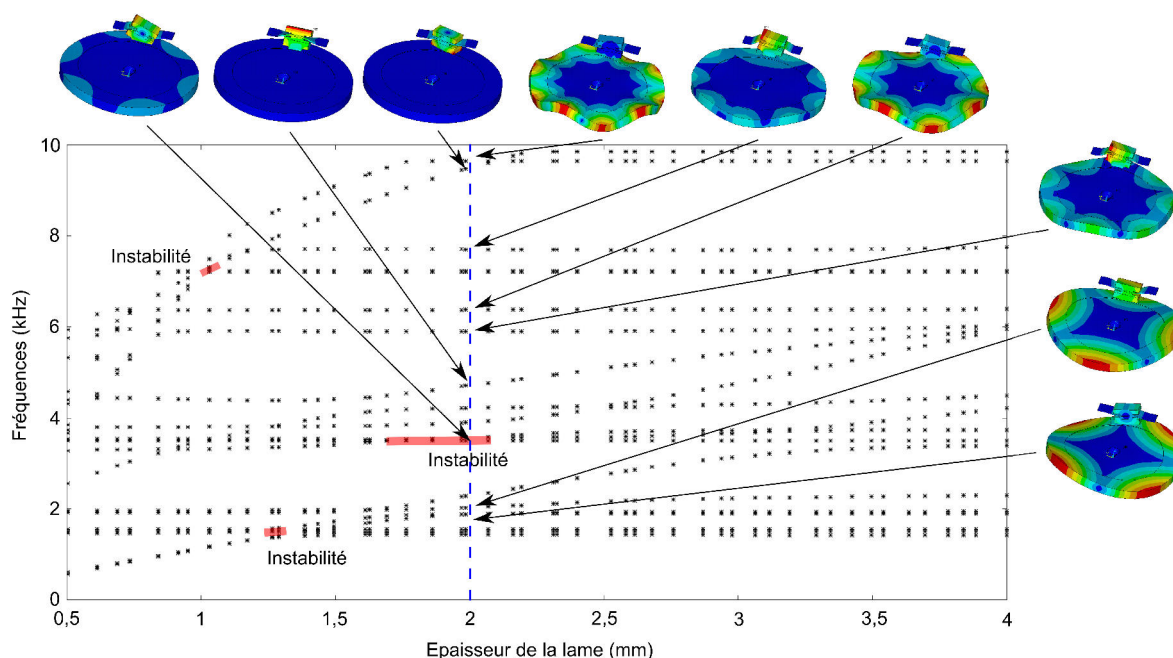 10
8
6
4
2
0
Fréquences (kHz)
Instabilité
Instabilité
Instabilité
0,5
1
1,5
2
2,5
3
3,5
4
Epaisseur de la lame (mm)